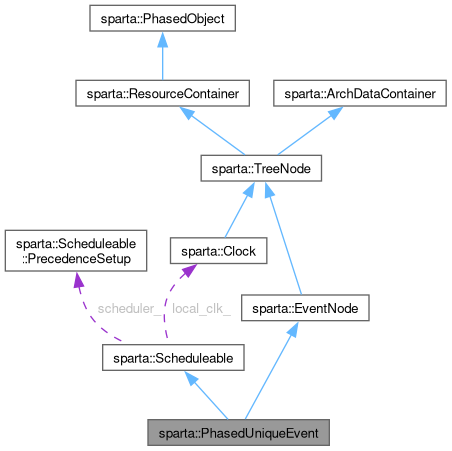 sparta::PhasedObject
sparta::ResourceContainer
sparta::ArchDataContainer
sparta::TreeNode
sparta::Scheduleable
::PrecedenceSetup
sparta::Clock
scheduler_
local_clk_
sparta::EventNode
sparta::Scheduleable
sparta::PhasedUniqueEvent